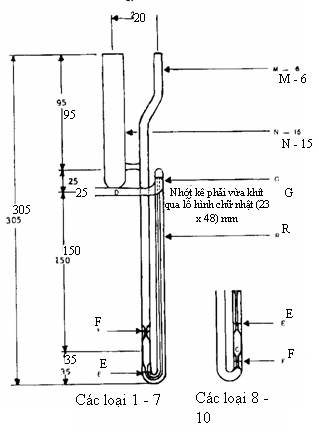 20
M – 6
M - 6
95
95
N – 15
N - 15
25
25
D
G
G
Nhớt kế phải vừa khít
qua lỗ hình chữ nhật (23
x 48) mm
305
305
R
R
150
150
F
F
E
E
35
35
E
E
C
F
F
Các loại 1 - 7
Các loại 8 -
10